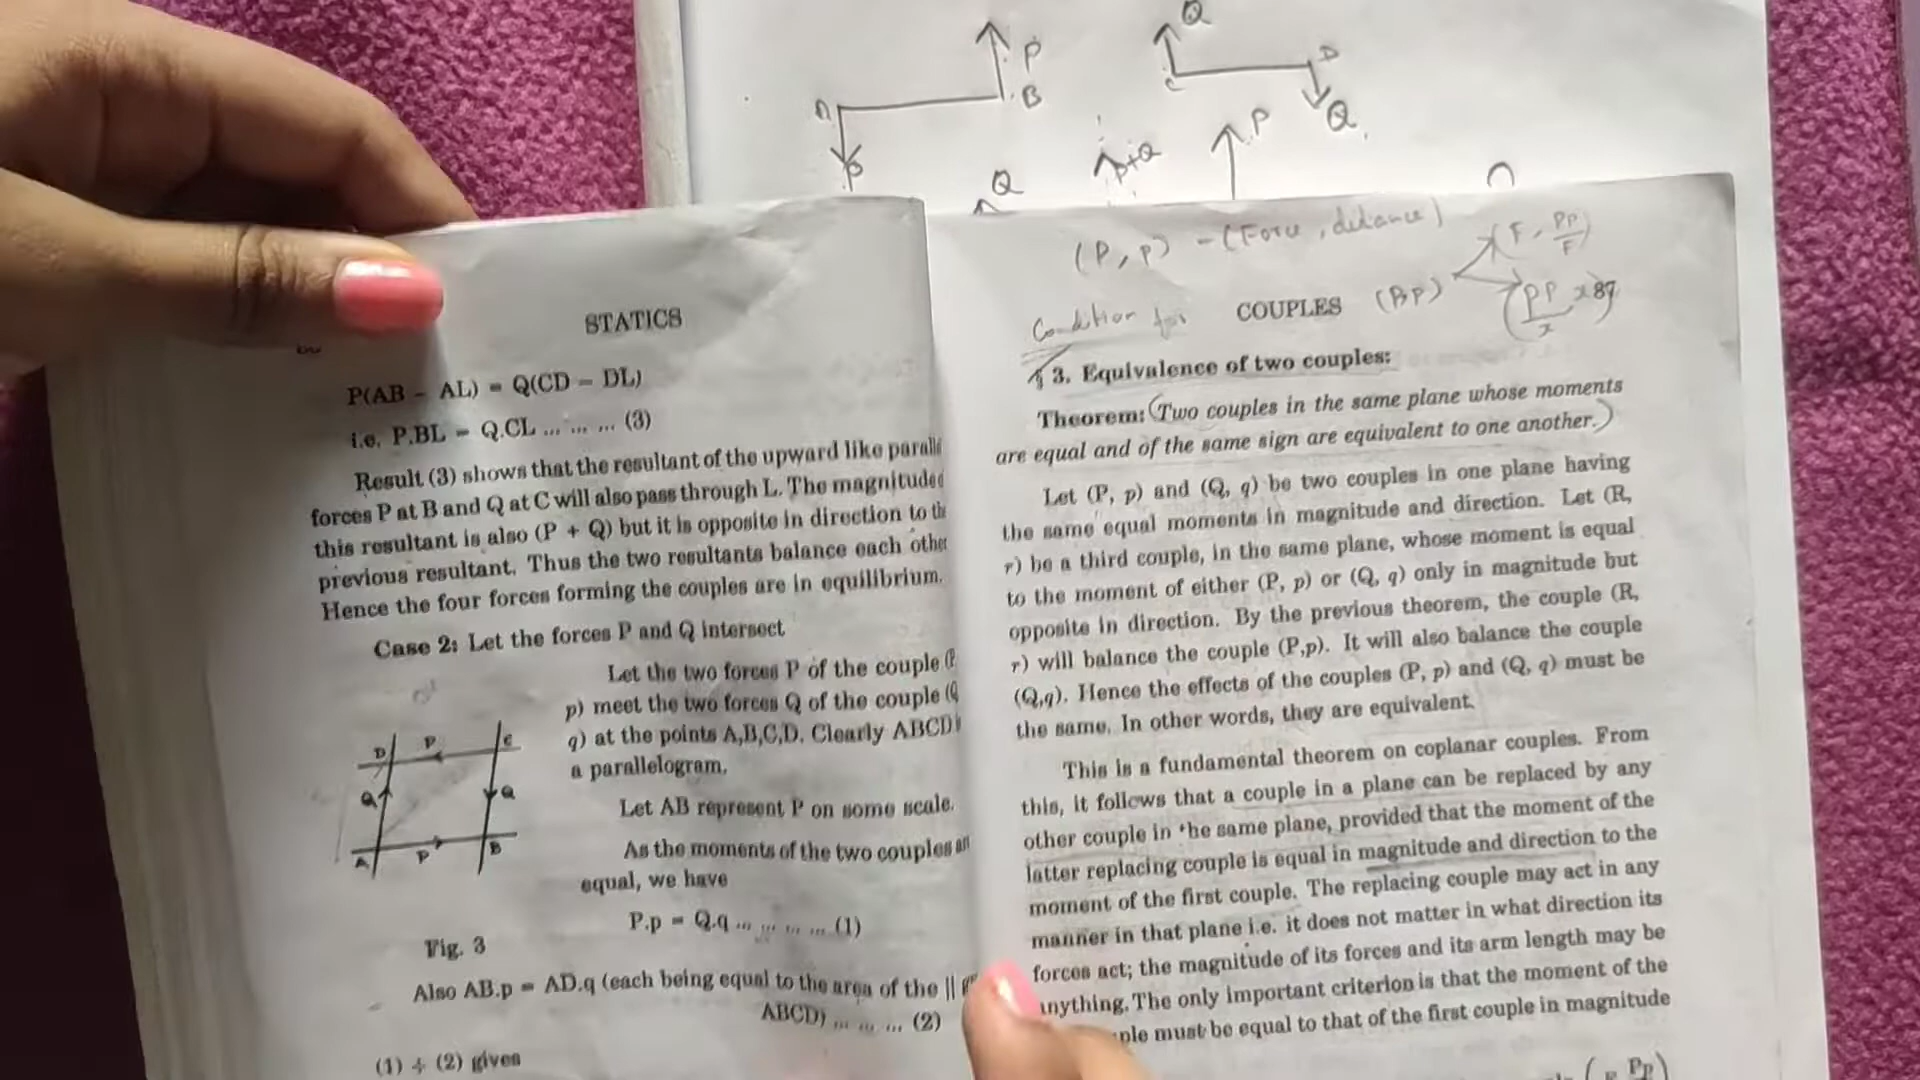 P
B
A
P
Q
C
D
Q
Q
P+Q
P
STATICS
P(AB - AL) = Q(CD - DL)
i.e. P.BL = Q.CL ... ... ... (3)
Result (3) shows that the resultant of the upward like
forces P at B and Q at C will also pass through L. The
this resultant is also (P + Q) but it is opposite in direction to
previous resultant. Thus the two resultants balance each
Hence the four forces forming the couples are in equilibrium.
Case 2: Let the forces P and Q intersect
Let the two forces P of the couple
p) meet the two forces Q of the couple (Q
q) at the points A,B,C,D. Clearly ABCD
a parallelogram.
Let AB represent P on some scale.
As the moments of the two couples
equal, we have
P.p = Q.q ... ... ... ... (1)
D P C
Q Q
A P B
Fig. 3
Also AB.p = AD.q (each being equal to the area of the ||
ABCD) ... ... ... (2)
(1) ÷ (2) gives
(P, p) - (Force, distance)
Condition for COUPLES (P,p)
(F, Pp/F)
§ 3. Equivalence of two couples:
Theorem: (Two couples in the same plane whose moments
are equal and of the same sign are equivalent to one another.)
Let (P, p) and (Q, q) be two couples in one plane having
the same equal moments in magnitude and direction. Let (R,
r) be a third couple, in the same plane, whose moment is equal
to the moment of either (P, p) or (Q, q) only in magnitude but
opposite in direction. By the previous theorem, the couple (R,
r) will balance the couple (P,p). It will also balance the couple
(Q,q). Hence the effects of the couples (P, p) and (Q, q) must be
the same. In other words, they are equivalent.
This is a fundamental theorem on coplanar couples. From
this, it follows that a couple in a plane can be replaced by any
other couple in the same plane, provided that the moment of the
latter replacing couple is equal in magnitude and direction to the
moment of the first couple. The replacing couple may act in any
manner in that plane i.e. it does not matter in what direction its
forces act; the magnitude of its forces and its arm length may be
anything. The only important criterion is that the moment of the
must be equal to that of the first couple in magnitude
Pp